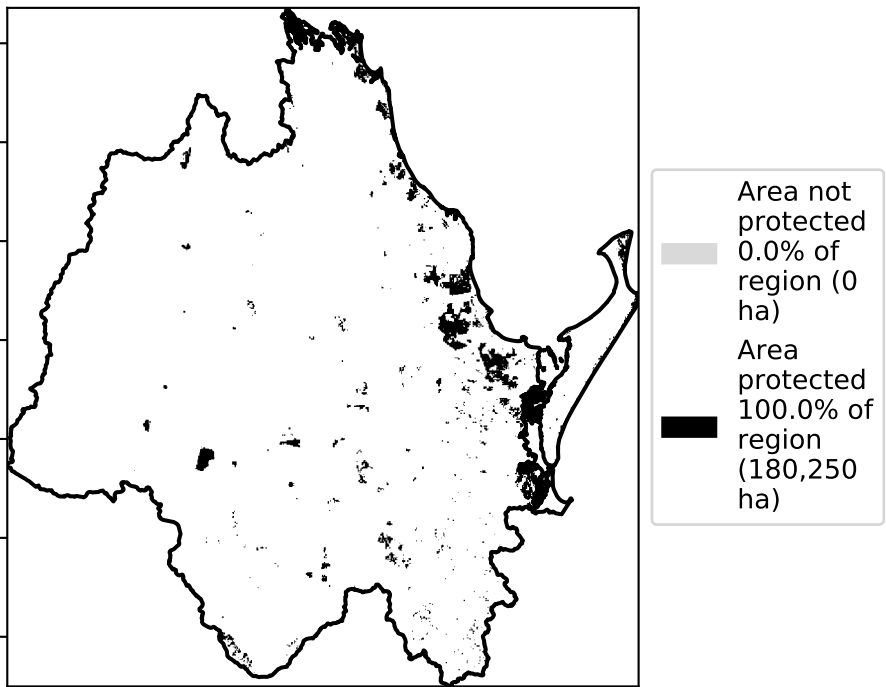 Area not
protected
0.0% of
region (0
ha)
Area
protected
100.0% of
region
(180,250
ha)